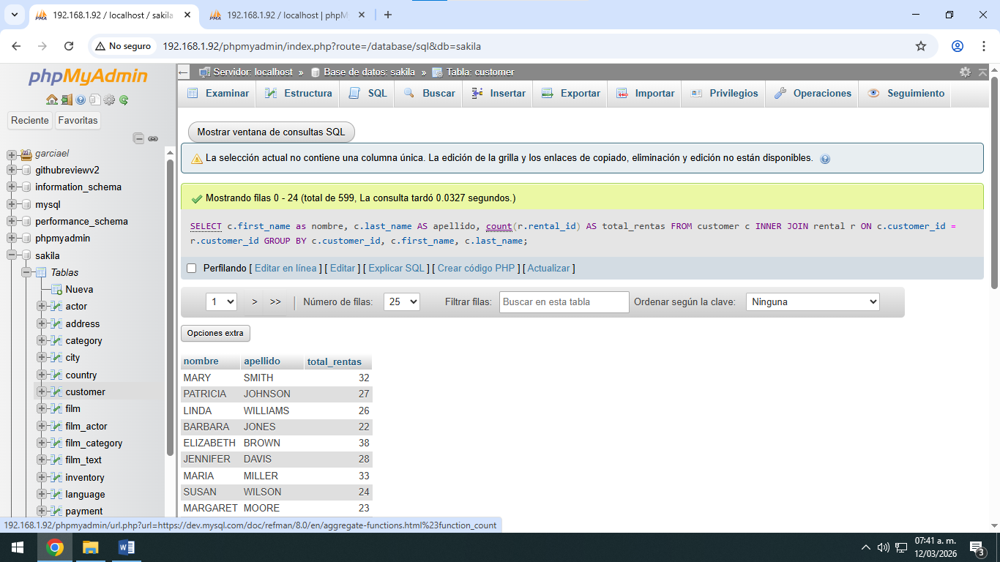 192.168.1.92 / localhost / sakila
192.168.1.92 / localhost | phpM
No seguro
192.168.1.92/phpmyadmin/index.php?route=/database/sql&db=sakila
phpMyAdmin
Reciente
Favoritas
garciael
githubreviewv2
information_schema
mysql
performance_schema
phpmyadmin
sakila
Tablas
Nueva
actor
address
category
city
country
customer
film
film_actor
film_category
film_text
inventory
language
payment
Servidor: localhost » Base de datos: sakila » Tabla: customer
Examinar
Estructura
SQL
Buscar
Insertar
Exportar
Importar
Privilegios
Operaciones
Seguimiento
Mostrar ventana de consultas SQL
La selección actual no contiene una columna única. La edición de la grilla y los enlaces de copiado, eliminación y edición no están disponibles.
Mostrando filas 0 - 24 (total de 599, La consulta tardó 0.0327 segundos.)
SELECT c.first_name as nombre, c.last_name AS apellido, count(r.rental_id) AS total_rentas FROM customer c INNER JOIN rental r ON c.customer_id =
r.customer_id GROUP BY c.customer_id, c.first_name, c.last_name;
Perfilando [ Editar en línea ] [ Editar ] [ Explicar SQL ] [ Crear código PHP ] [ Actualizar ]
1 > >> | Número de filas: 25 Filtrar filas: Buscar en esta tabla Ordenar según la clave: Ninguna
Opciones extra
nombre apellido total_rentas
MARY SMITH 32
PATRICIA JOHNSON 27
LINDA WILLIAMS 26
BARBARA JONES 22
ELIZABETH BROWN 38
JENNIFER DAVIS 28
MARIA MILLER 33
SUSAN WILSON 24
MARGARET MOORE 23
192.168.1.92/phpmyadmin/url.php?url=https://dev.mysql.com/doc/refman/8.0/en/aggregate-functions.html%23function_count
07:41 a. m.
12/03/2026
3